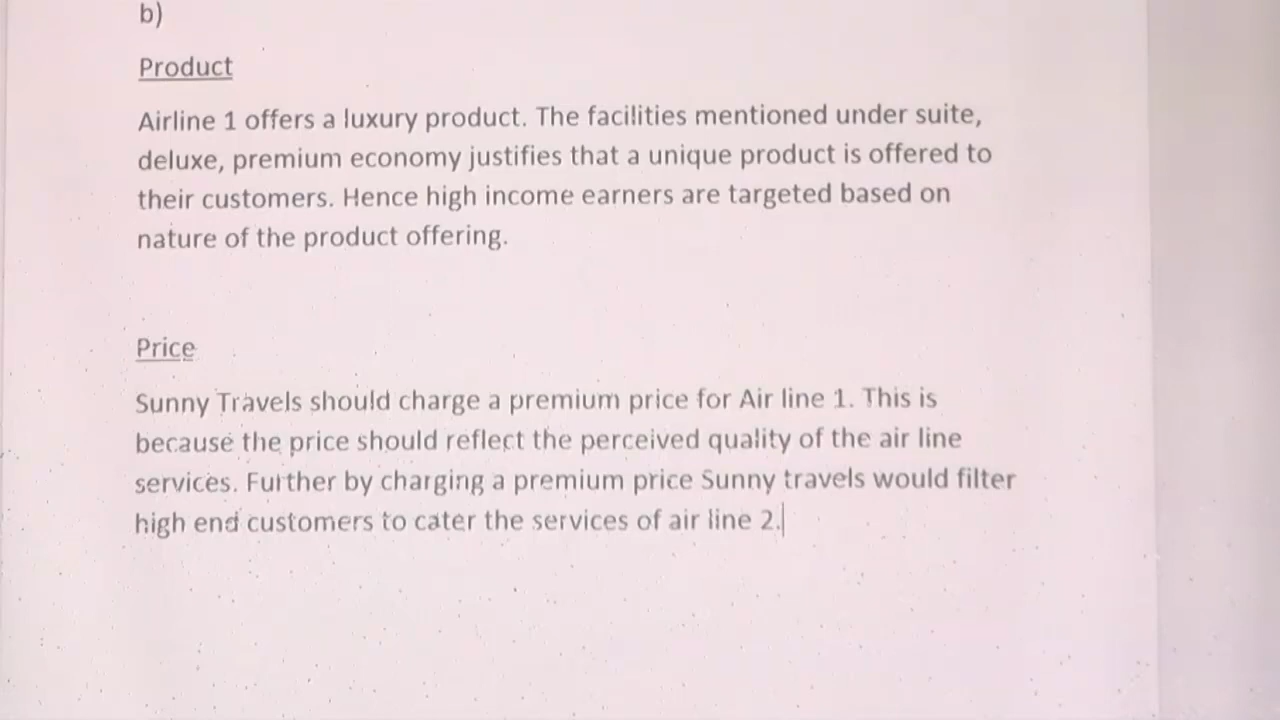 b)
Product
Airline 1 offers a luxury product. The facilities mentioned under suite,
deluxe, premium economy justifies that a unique product is offered to
their customers. Hence high income earners are targeted based on
nature of the product offering.
Price
Sunny Travels should charge a premium price for Air line 1. This is
because the price should reflect the perceived quality of the air line
services. Further by charging a premium price Sunny travels would filter
high end customers to cater the services of air line 2.